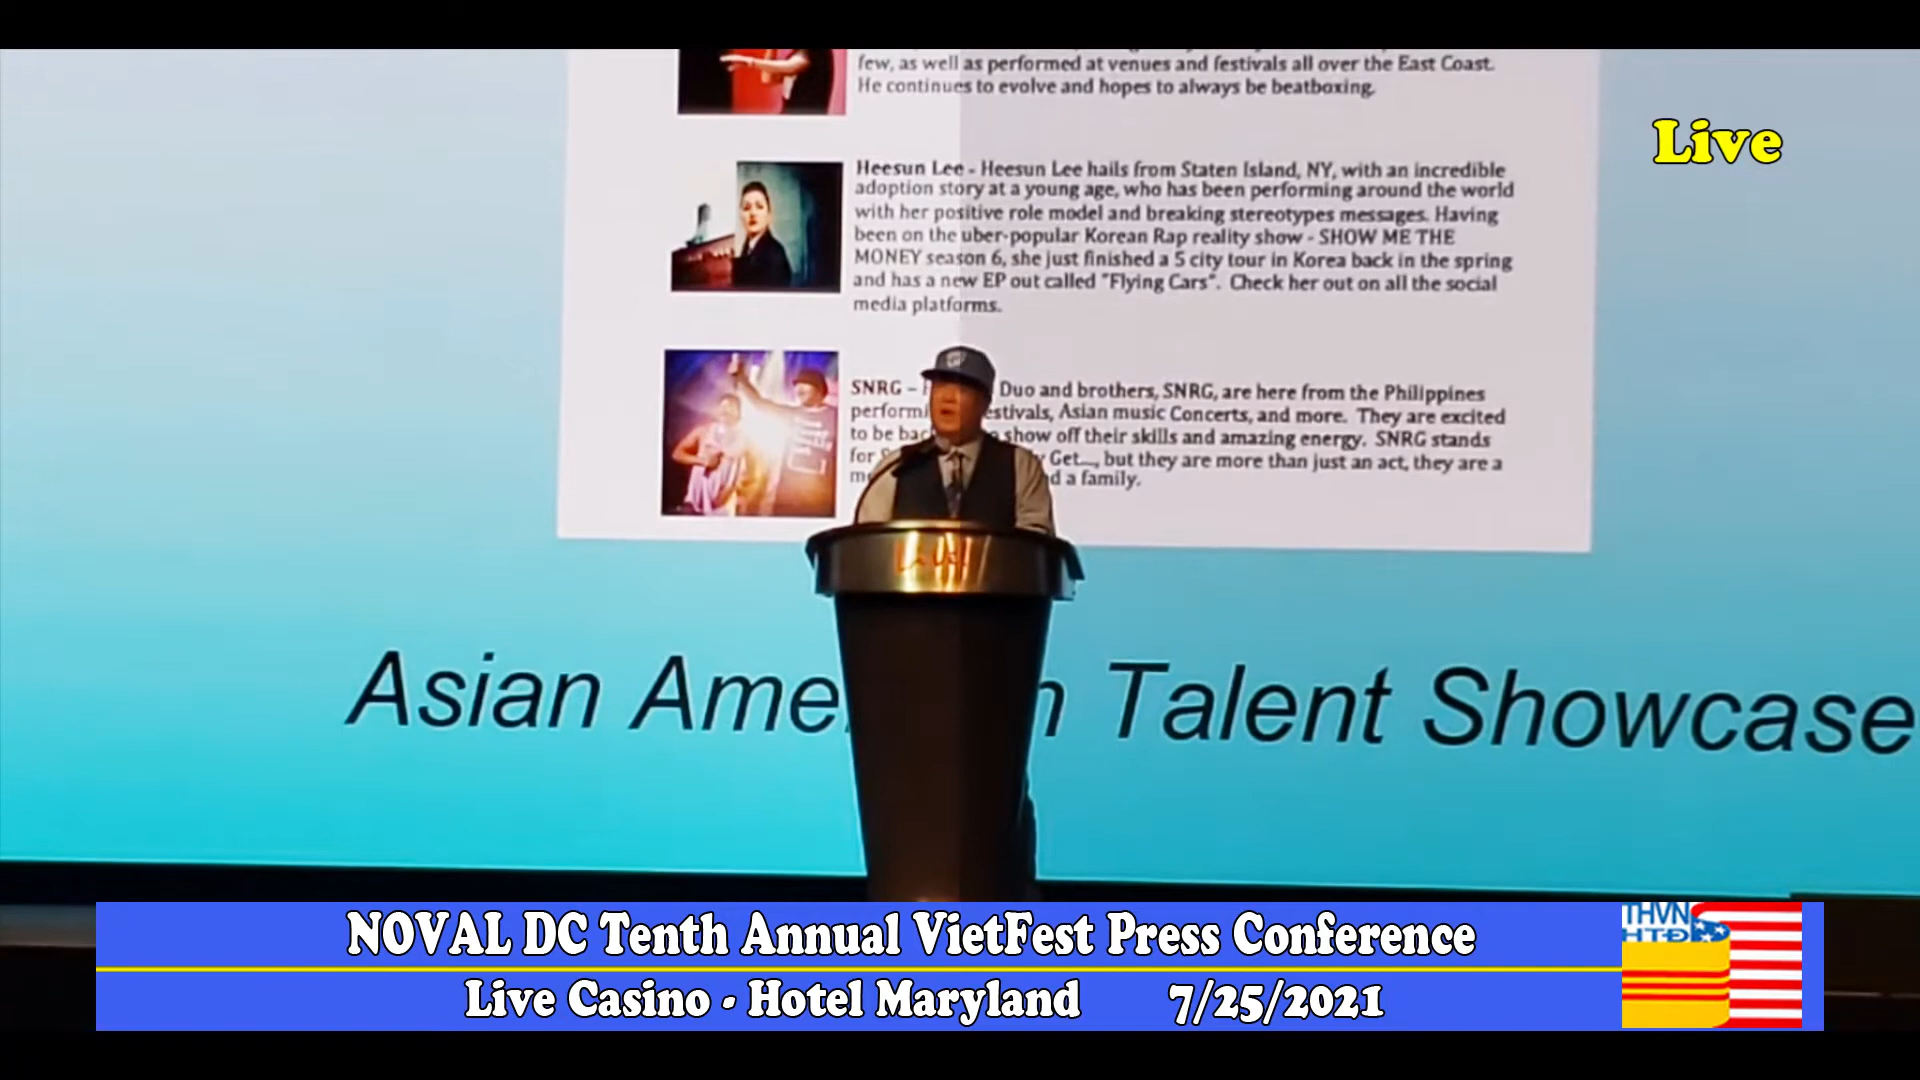 few, as well as performed at venues and festivals all over the East Coast.
He continues to evolve and hopes to always be beatboxing.
Live
Heesun Lee - Heesun Lee hails from Staten Island, NY, with an incredible
adoption story at a young age, who has been performing around the world
with her positive role model and breaking stereotypes messages. Having
been on the uber-popular Korean Rap reality show - SHOW ME THE
MONEY season 6, she just finished a 5 city tour in Korea back in the spring
and has a new EP out called "Flying Cars". Check her out on all the social
media platforms.
SNRG – Duo and brothers, SNRG, are here from the Philippines
Asian music Concerts, and more. They are excited
to be show off their skills and amazing energy. SNRG stands
for Get..., but they are more than just an act, they are a
a family.
Asian Talent Showcase
NOVAL DC Tenth Annual VietFest Press Conference
Live Casino - Hotel Maryland 7/25/2021
THVN
HTĐ